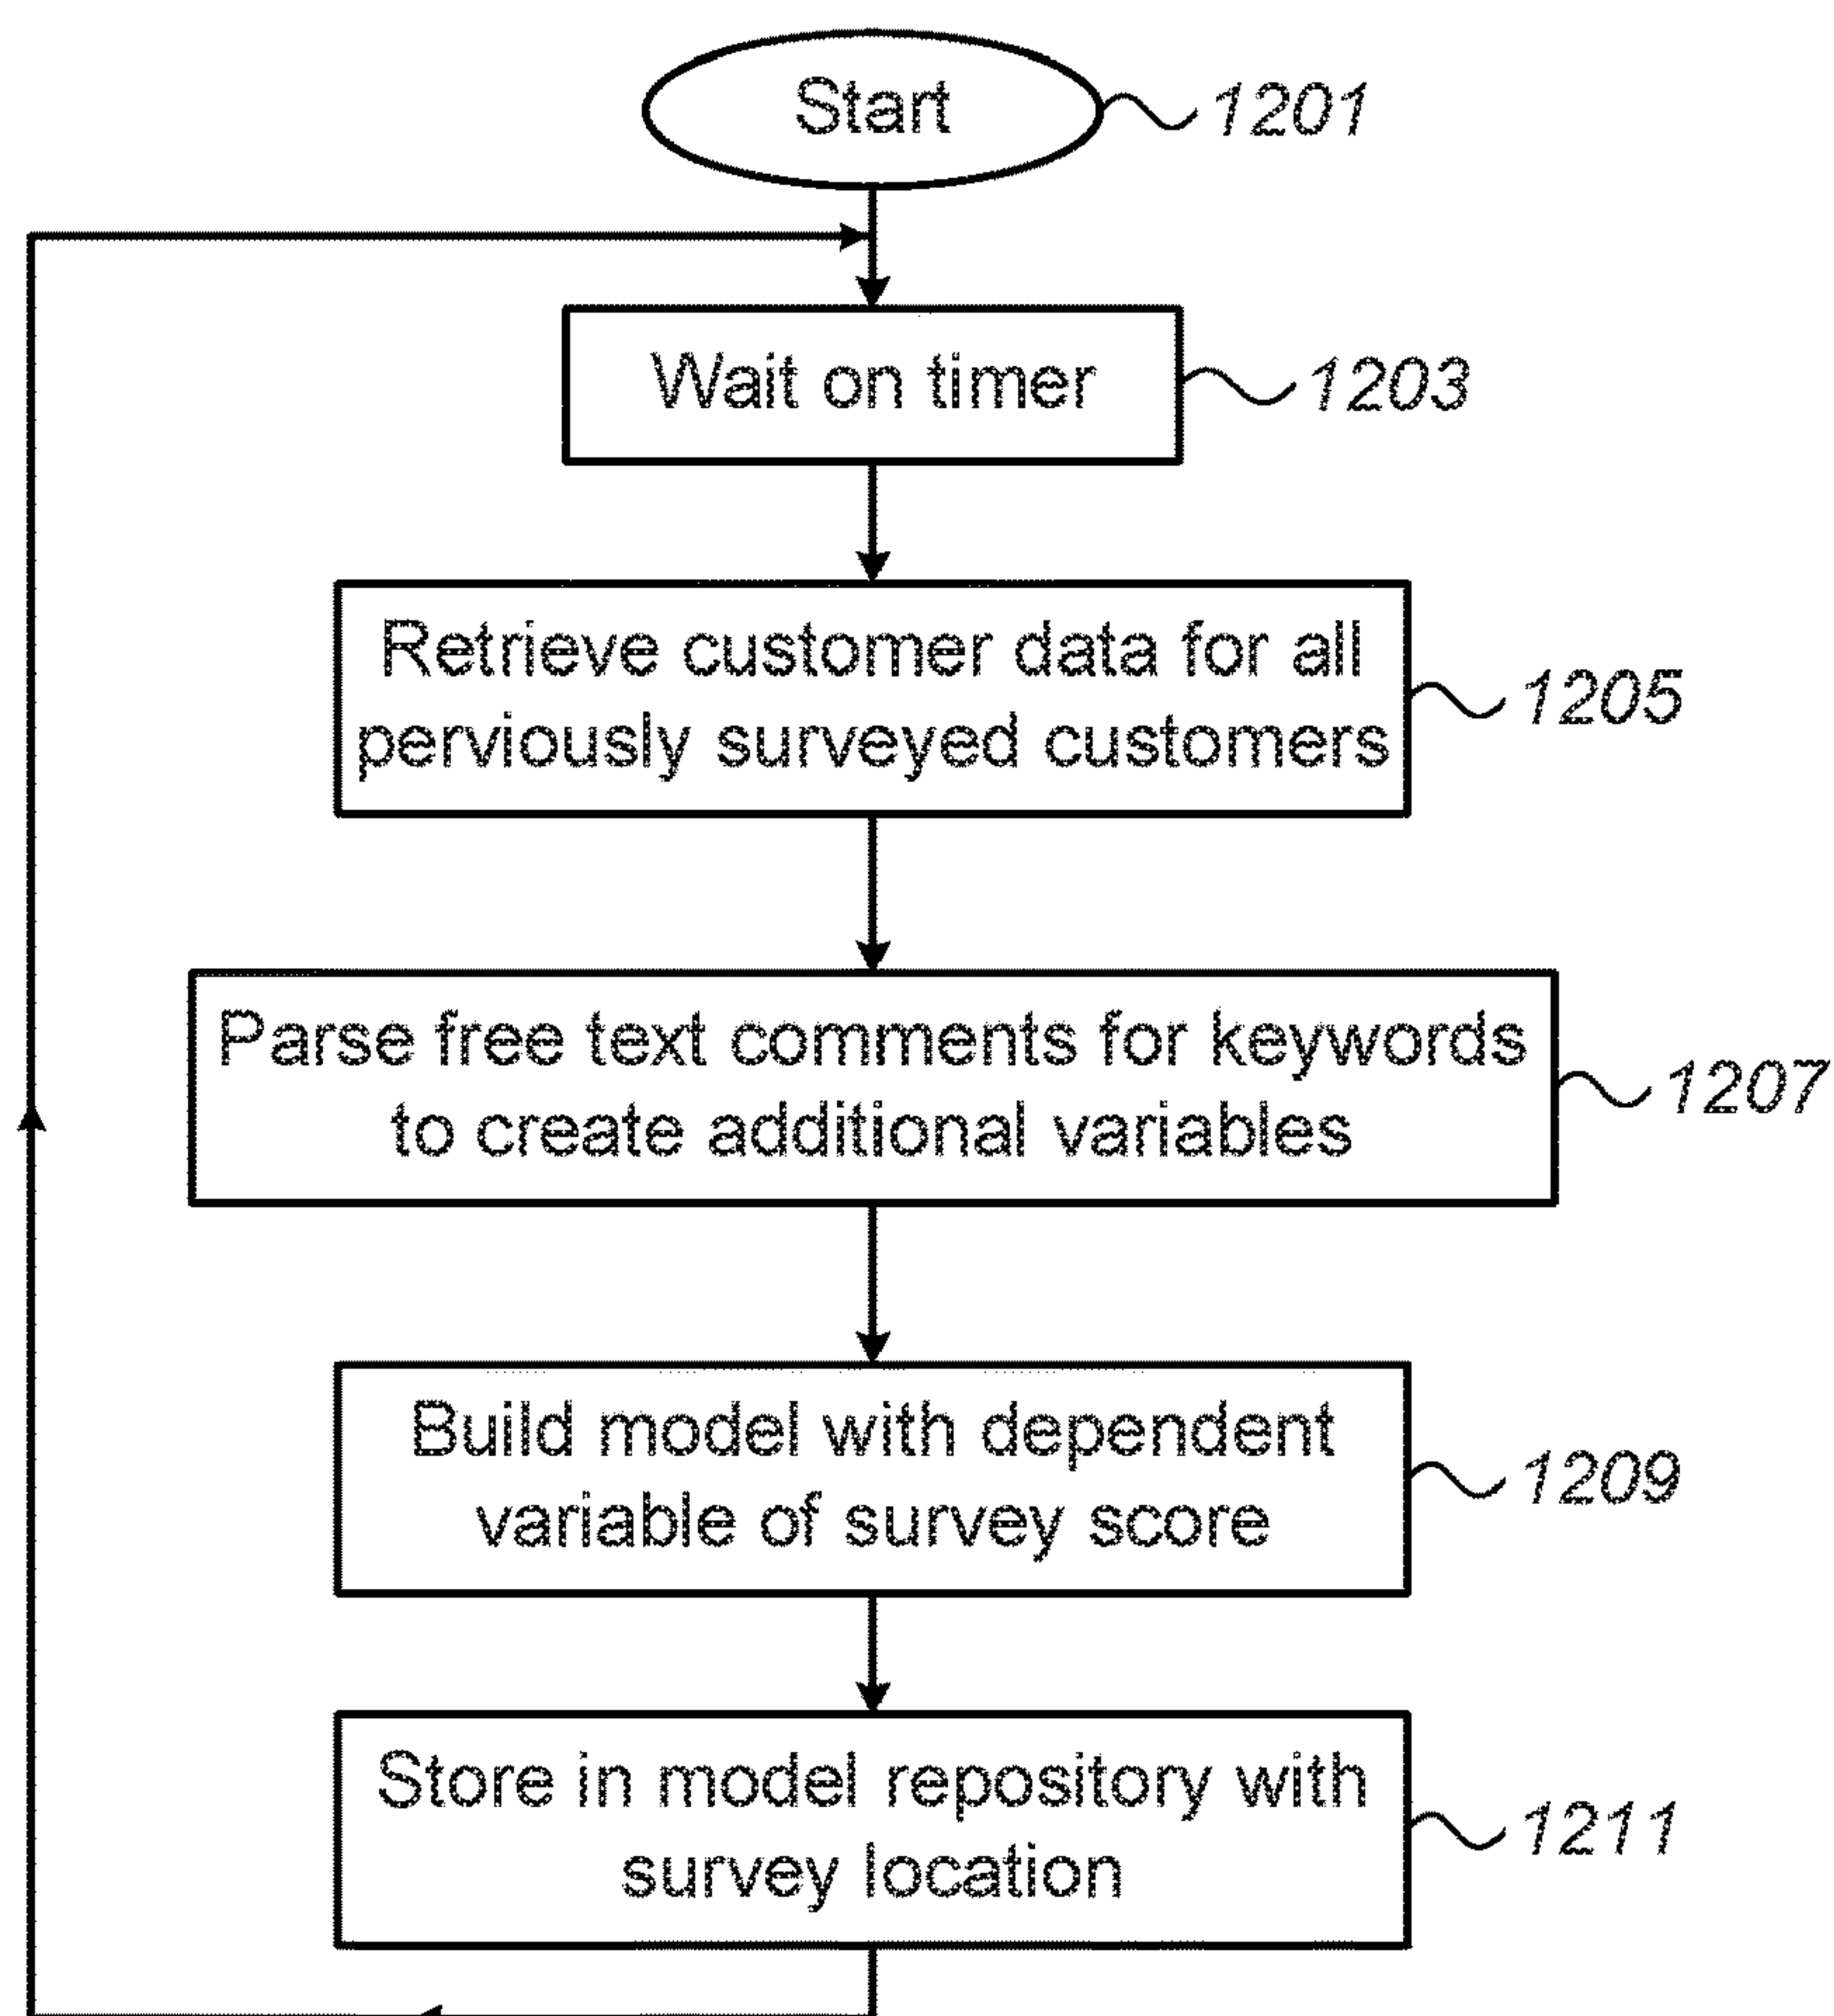 Start
1201
Wait on timer
1203
Retrieve customer data for all
perviously surveyed customers
1205
Parse free text comments for keywords
to create additional variables
1207
Build model with dependent
variable of survey score
1209
Store in model repository with
survey location
1211